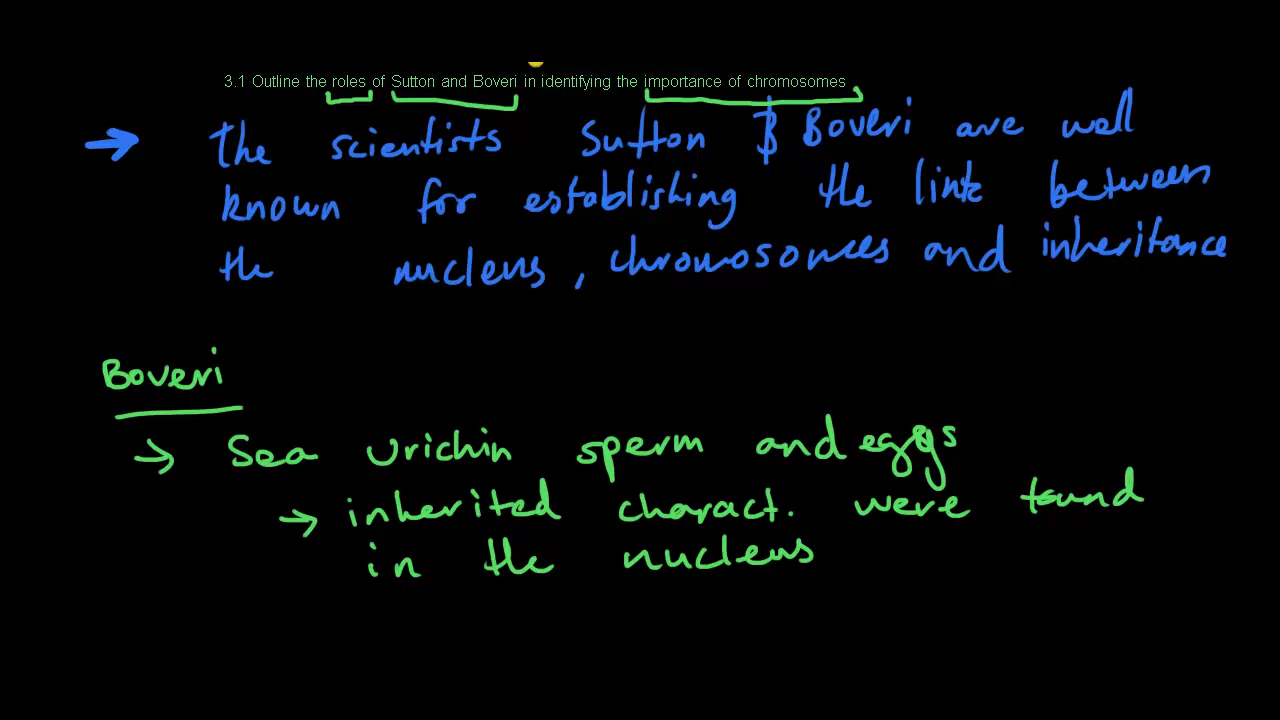 3.1 Outline the roles of Sutton and Boveri in identifying the importance of chromosomes
→ the scientists Sutton & Boveri are well
known for establishing the link between
the nucleus, chromosomes and inheritance
Boveri
→ Sea Urichin sperm and eggs
→ inherited charact. were found
in the nucleus